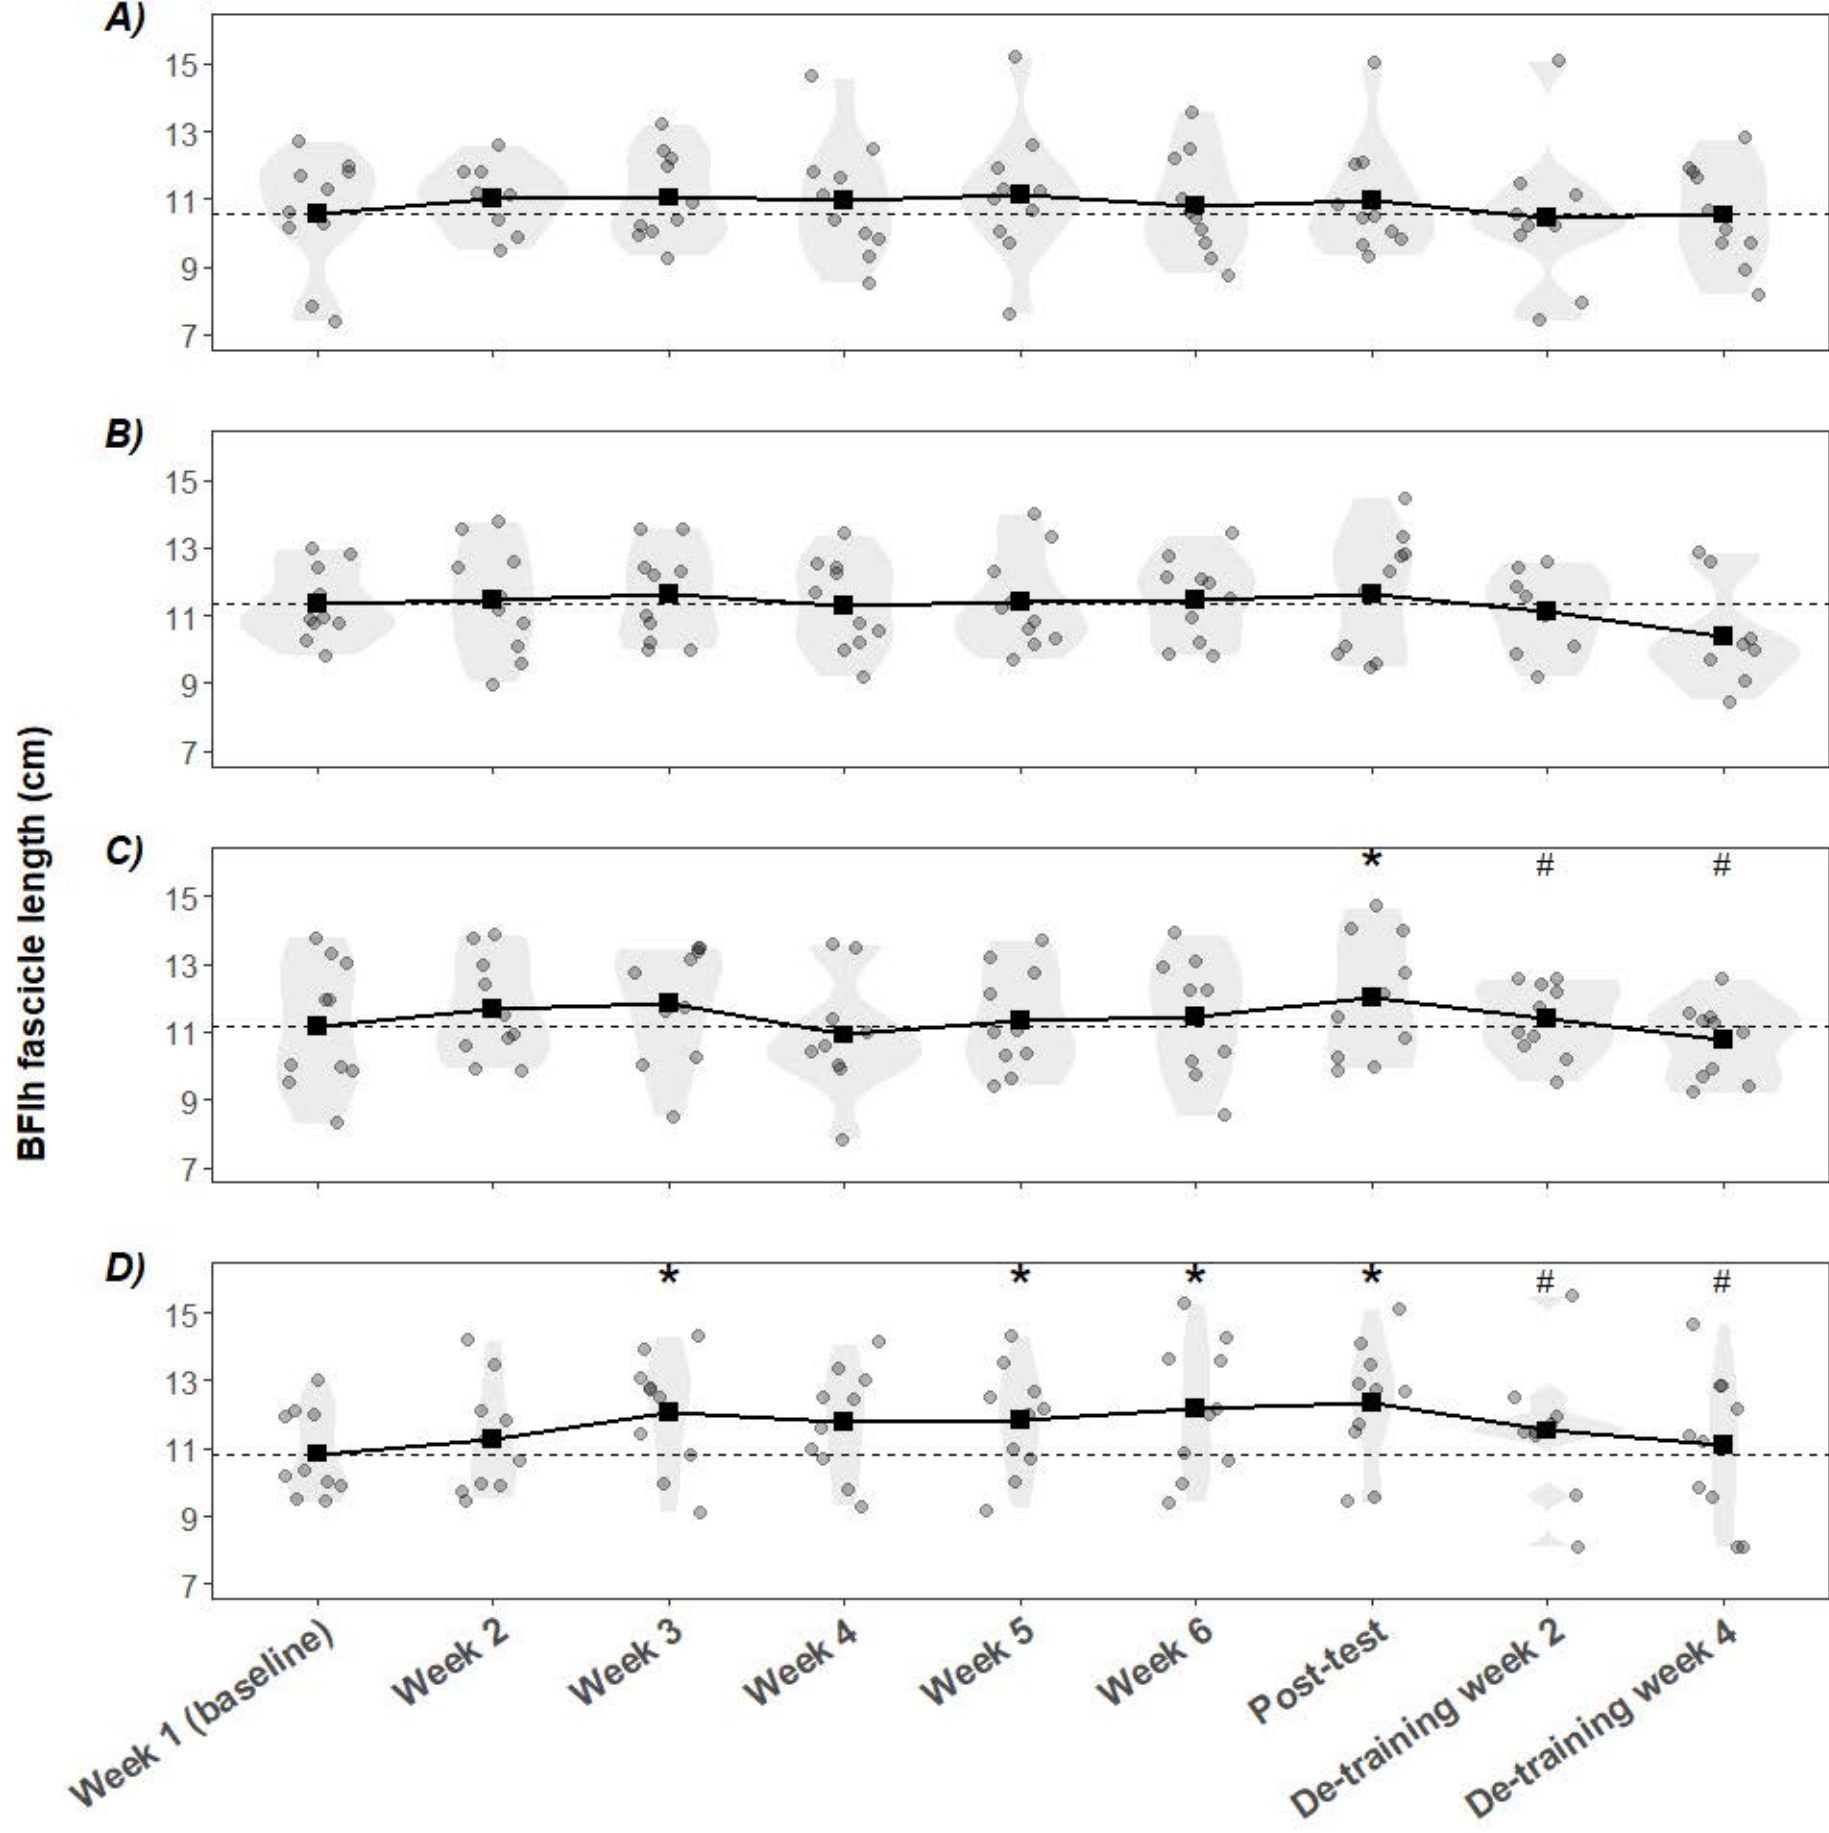 A)
15
13
11
9
7
B)
15
13
11
9
7
BFlh fascicle length (cm)
C)
* # #
15
13
11
9
7
D)
* * * * # #
15
13
11
9
7
Week 1 (baseline)
Week 2
Week 3
Week 4
Week 5
Week 6
Post-test
De-training week 2
De-training week 4